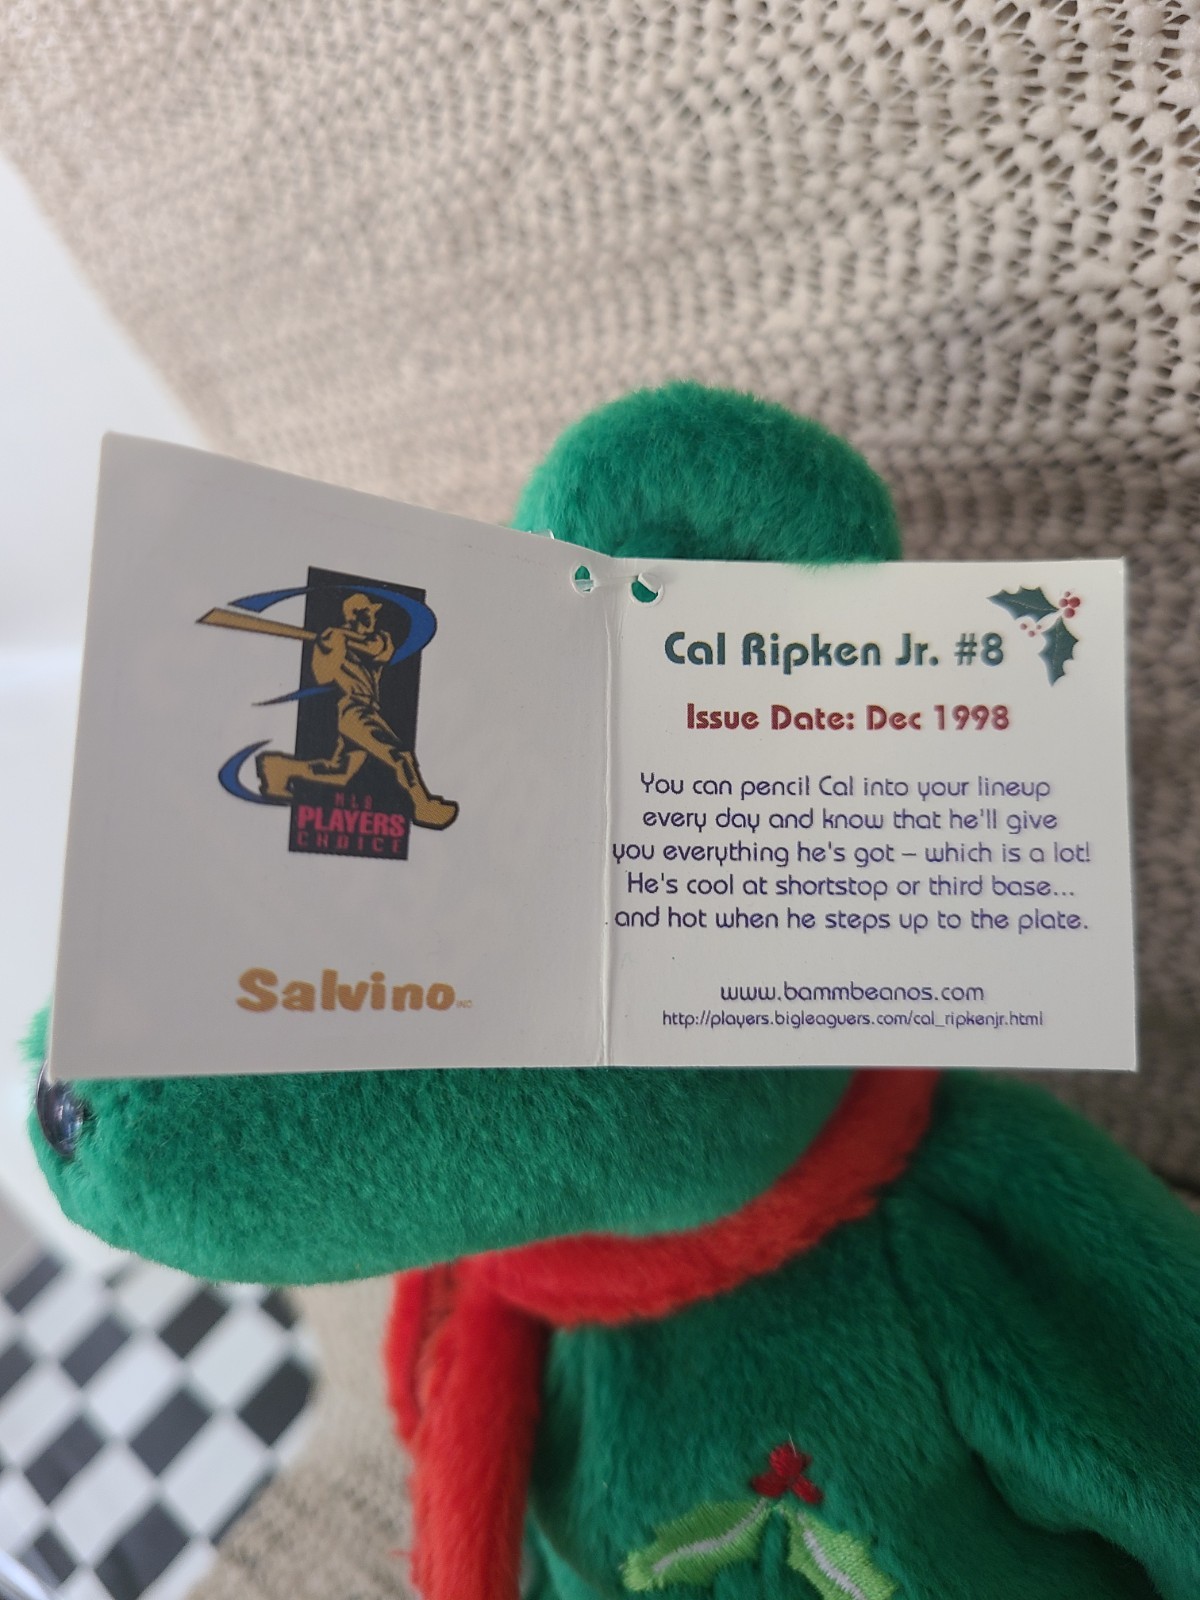 MLB
PLAYERS
CHOICE
Salvino INC
Cal Ripken Jr. #8
Issue Date: Dec 1998
You can pencil Cal into your lineup
every day and know that he'll give
you everything he's got – which is a lot!
He's cool at shortstop or third base...
and hot when he steps up to the plate.
www.bammbeanos.com
http://players.bigleaguers.com/cal_ripkenjr.html